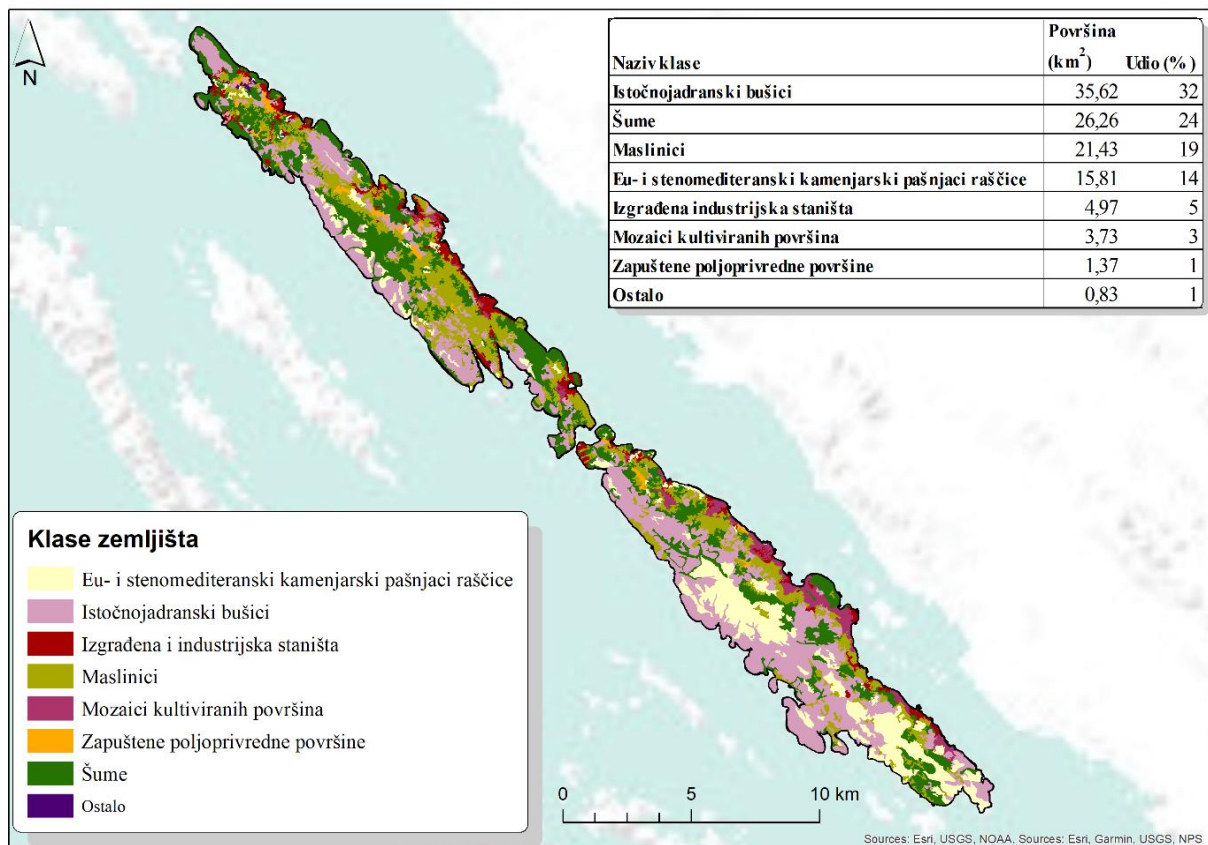 N
Naziv klase Površina (km²) Udio (%)
Istočnojadranski bušici 35,62 32
Šume 26,26 24
Maslinici 21,43 19
Eu- i stenomediteranski kamenjarski pašnjaci raščice 15,81 14
Izgrađena industrijska staništa 4,97 5
Mozaici kultiviranih površina 3,73 3
Zapuštene poljoprivredne površine 1,37 1
Ostalo 0,83 1
Klase zemljišta
Eu- i stenomediteranski kamenjarski pašnjaci raščice
Istočnojadranski bušici
Izgrađena i industrijska staništa
Maslinici
Mozaici kultiviranih površina
Zapuštene poljoprivredne površine
Šume
Ostalo
0 5 10 km
Sources: Esri, USGS, NOAA, Sources: Esri, Garmin, USGS, NPS